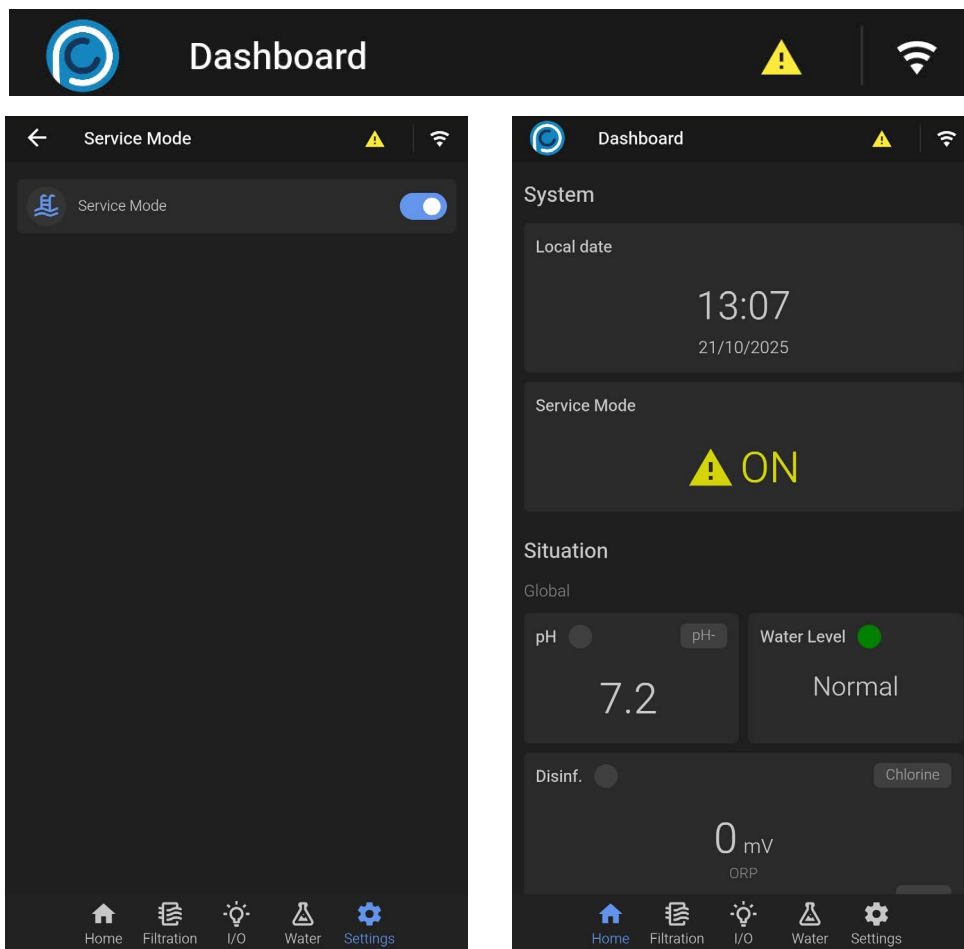 Dashboard
Service Mode
Service Mode
Home Filtration I/O Water Settings
Dashboard
System
Local date
13:07
21/10/2025
Service Mode
ON
Situation
Global
pH pH-
7.2
Water Level
Normal
Disinf. Chlorine
0 mV
ORP
Home Filtration I/O Water Settings